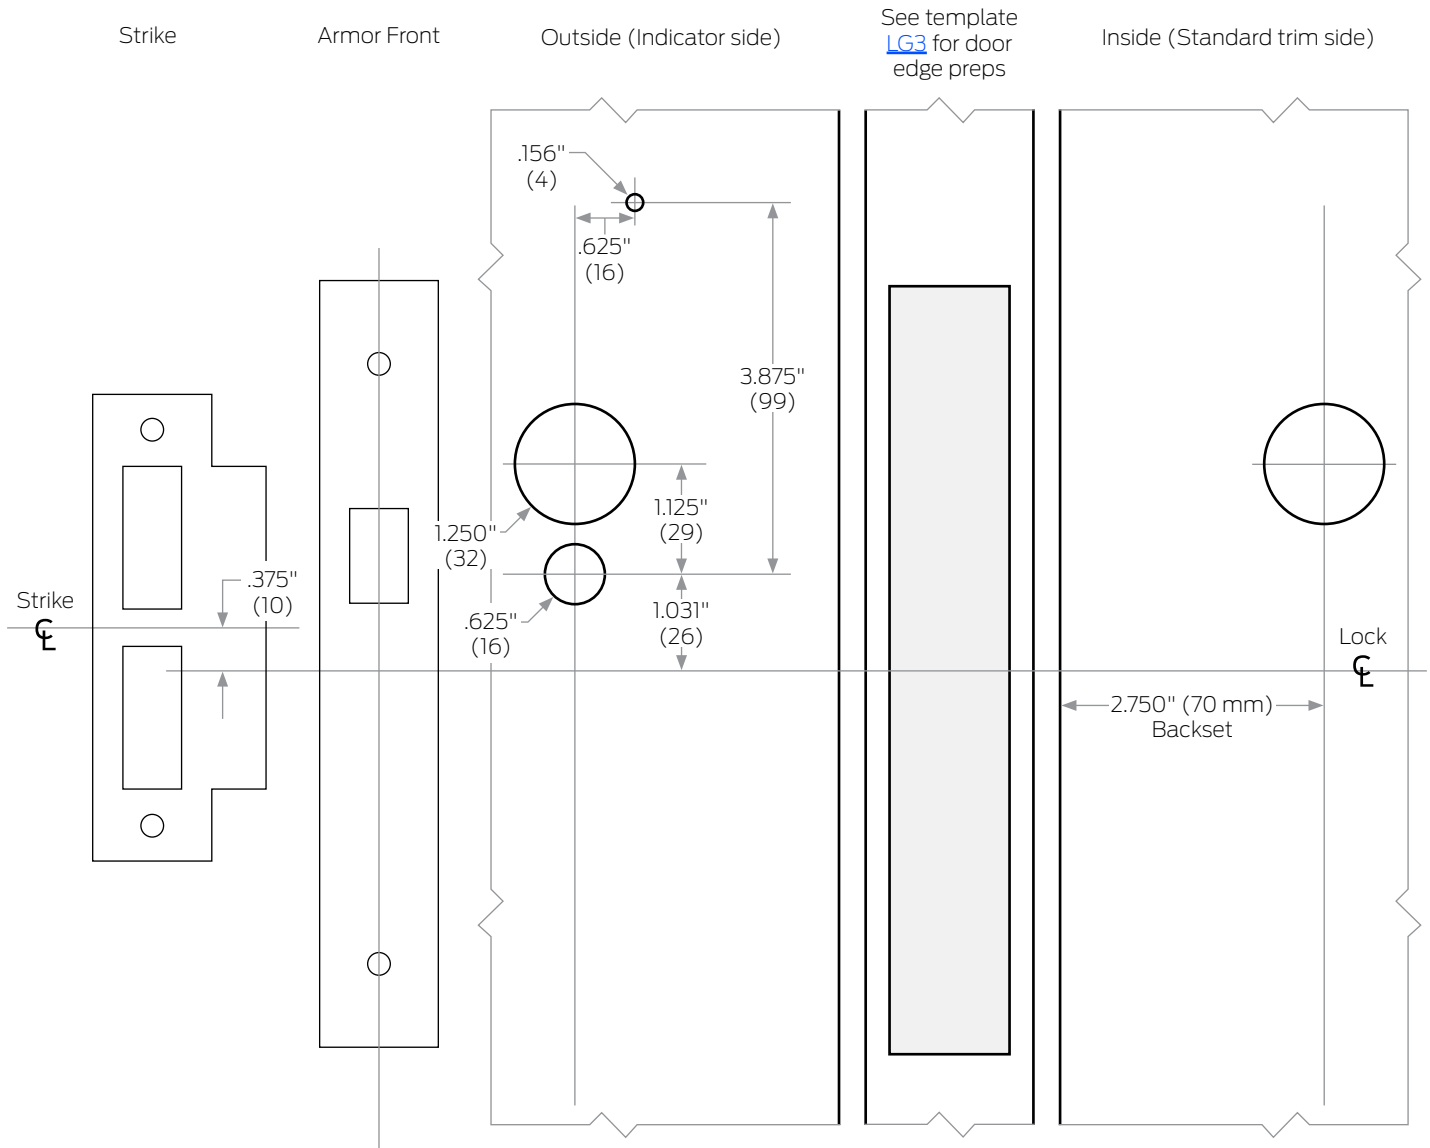 Strike
Armor Front
Outside (Indicator side)
See template
LG3 for door
edge preps
Inside (Standard trim side)
.156"
(4)
.625"
(16)
3.875"
(99)
1.250"
(32)
1.125"
(29)
.375"
(10)
Strike
℄
.625"
(16)
1.031"
(26)
Lock
℄
2.750" (70 mm)
Backset